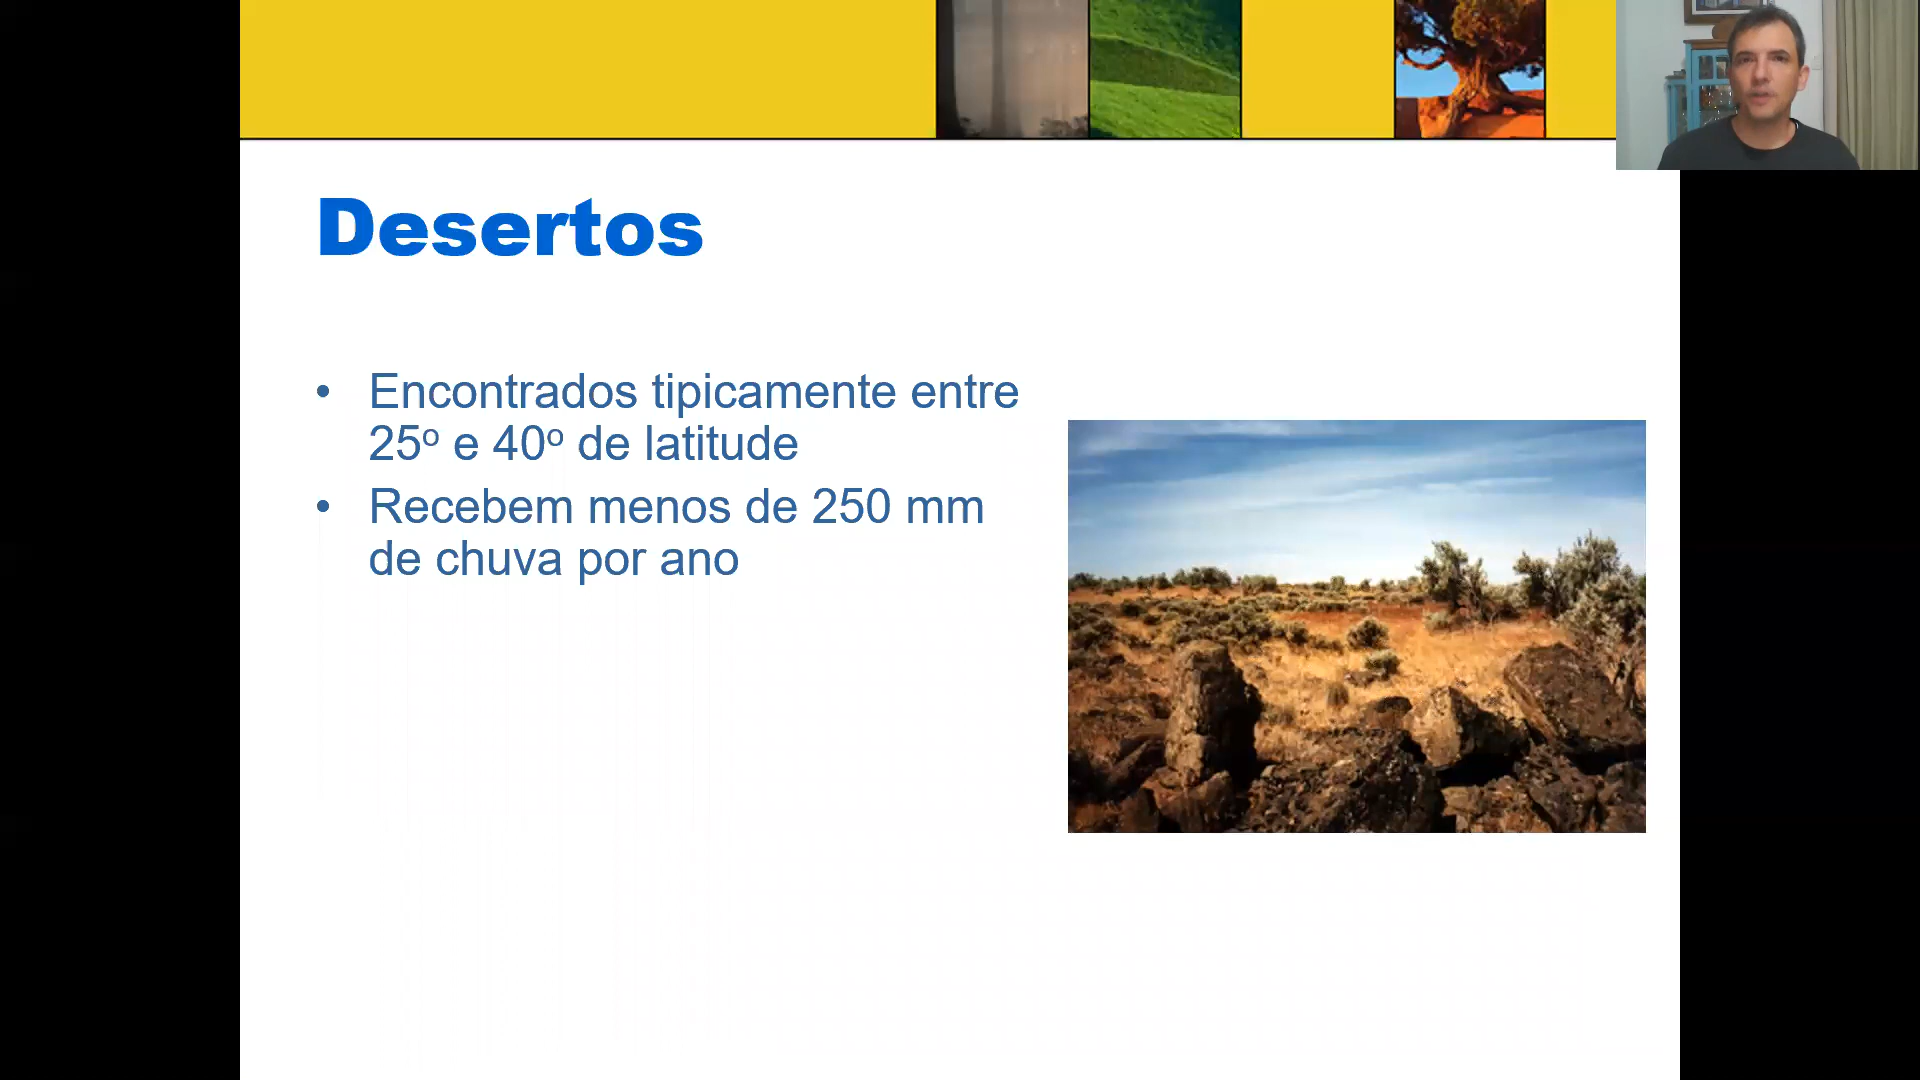 Desertos
• Encontrados tipicamente entre
25º e 40º de latitude
• Recebem menos de 250 mm
de chuva por ano